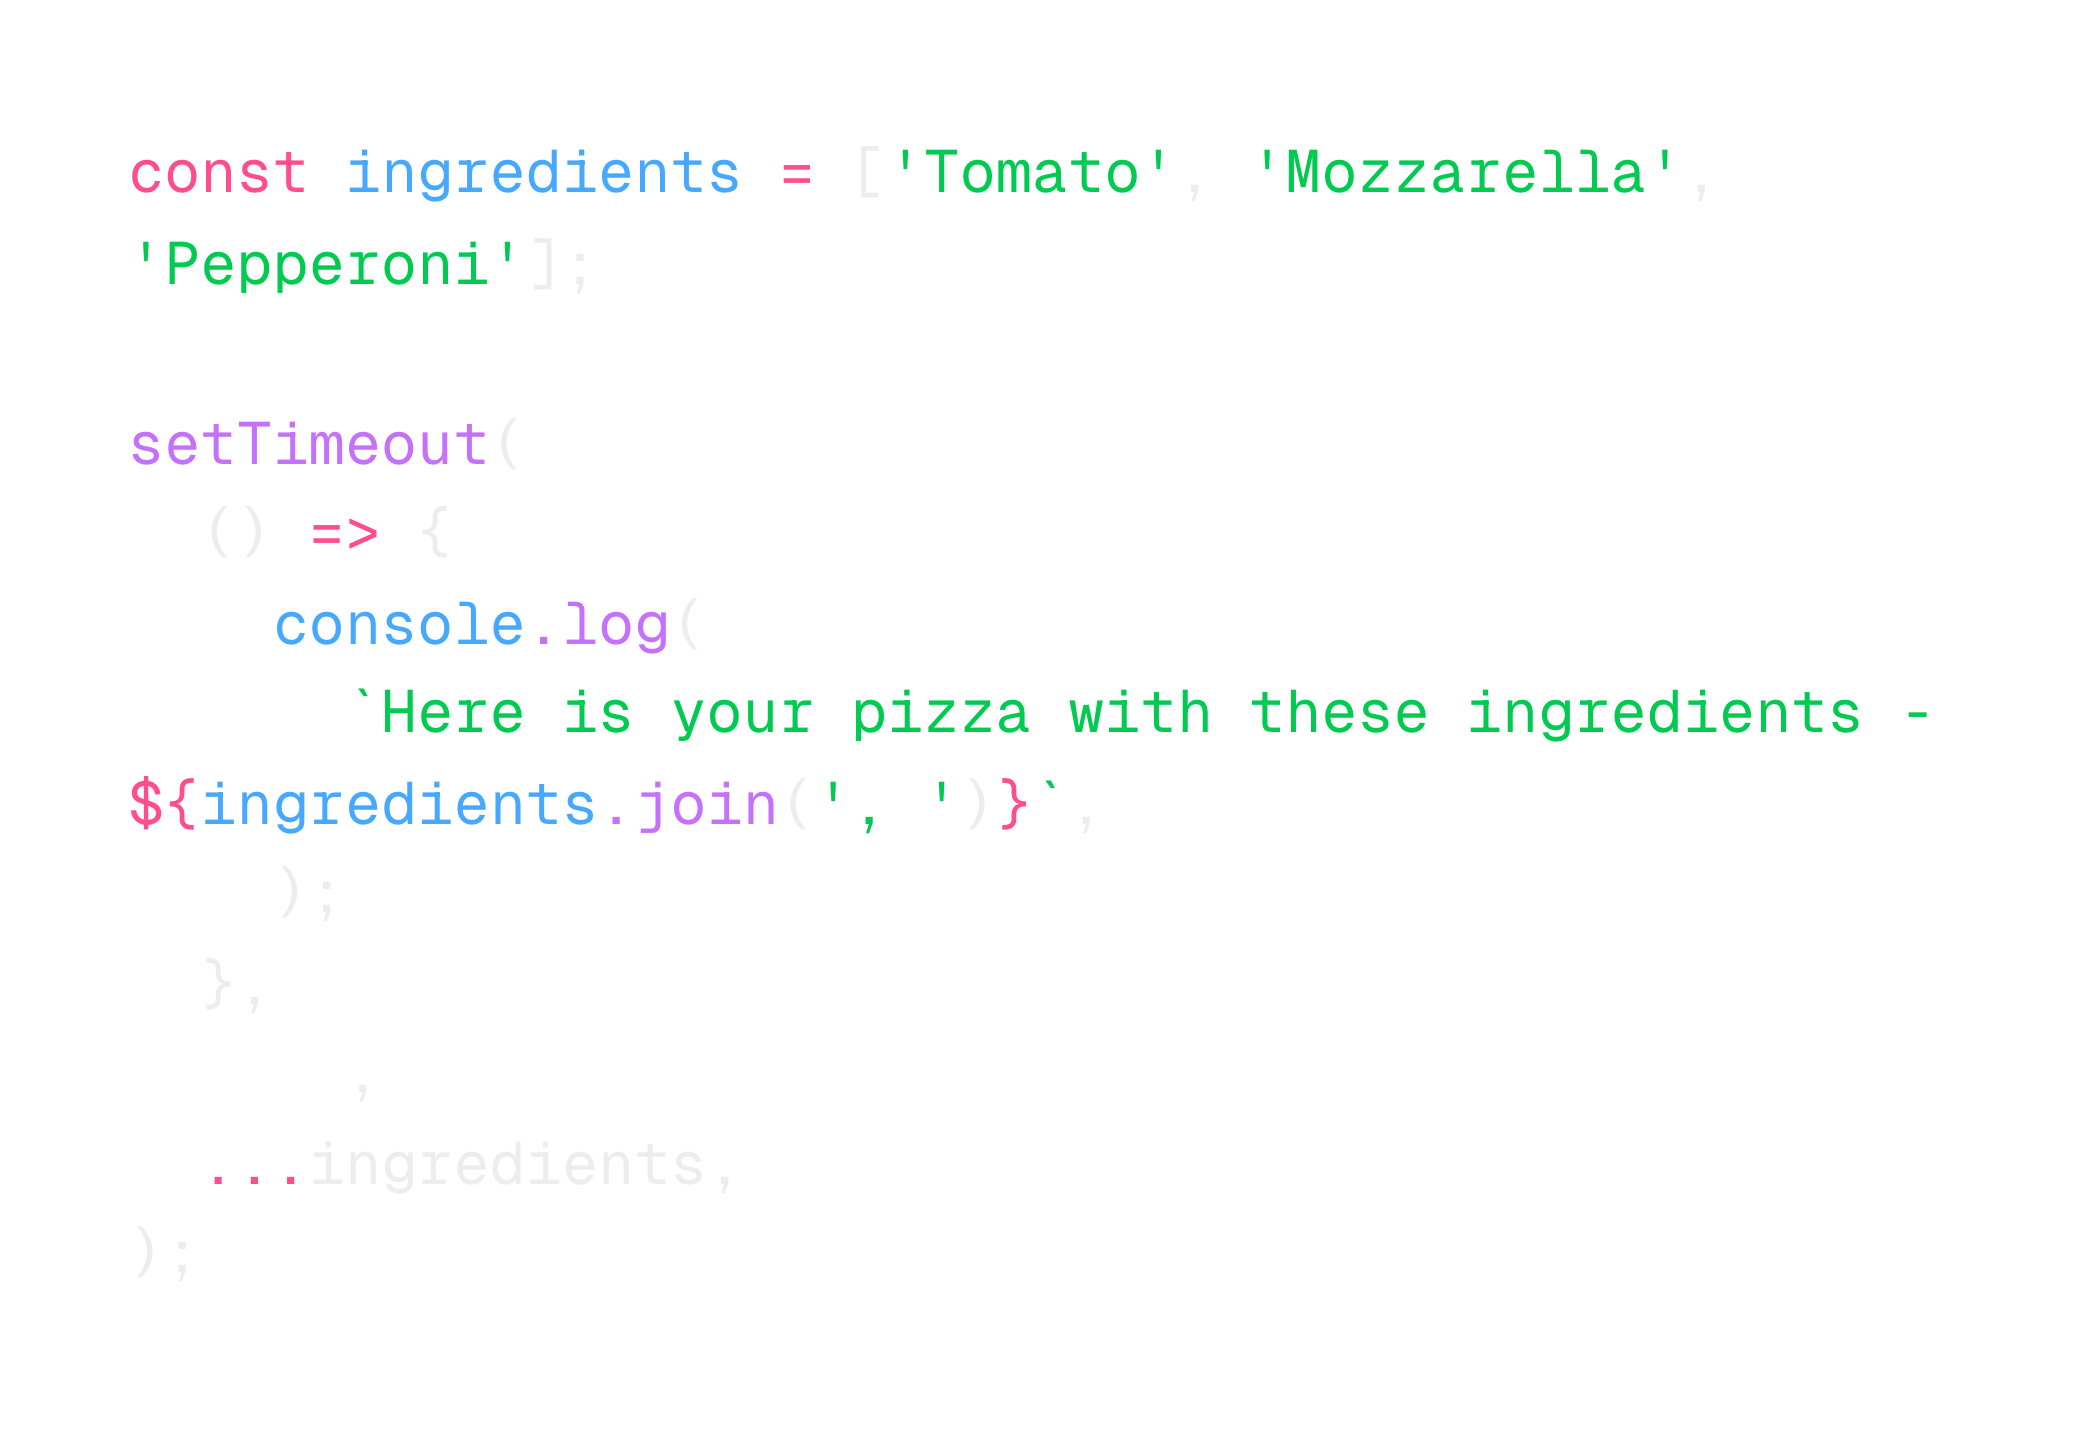 const ingredients = ['Tomato', 'Mozzarella',
'Pepperoni'];
setTimeout(
() => {
console.log(
`Here is your pizza with these ingredients -
${ingredients.join(', ')}`,
);
},
,
...ingredients,
);